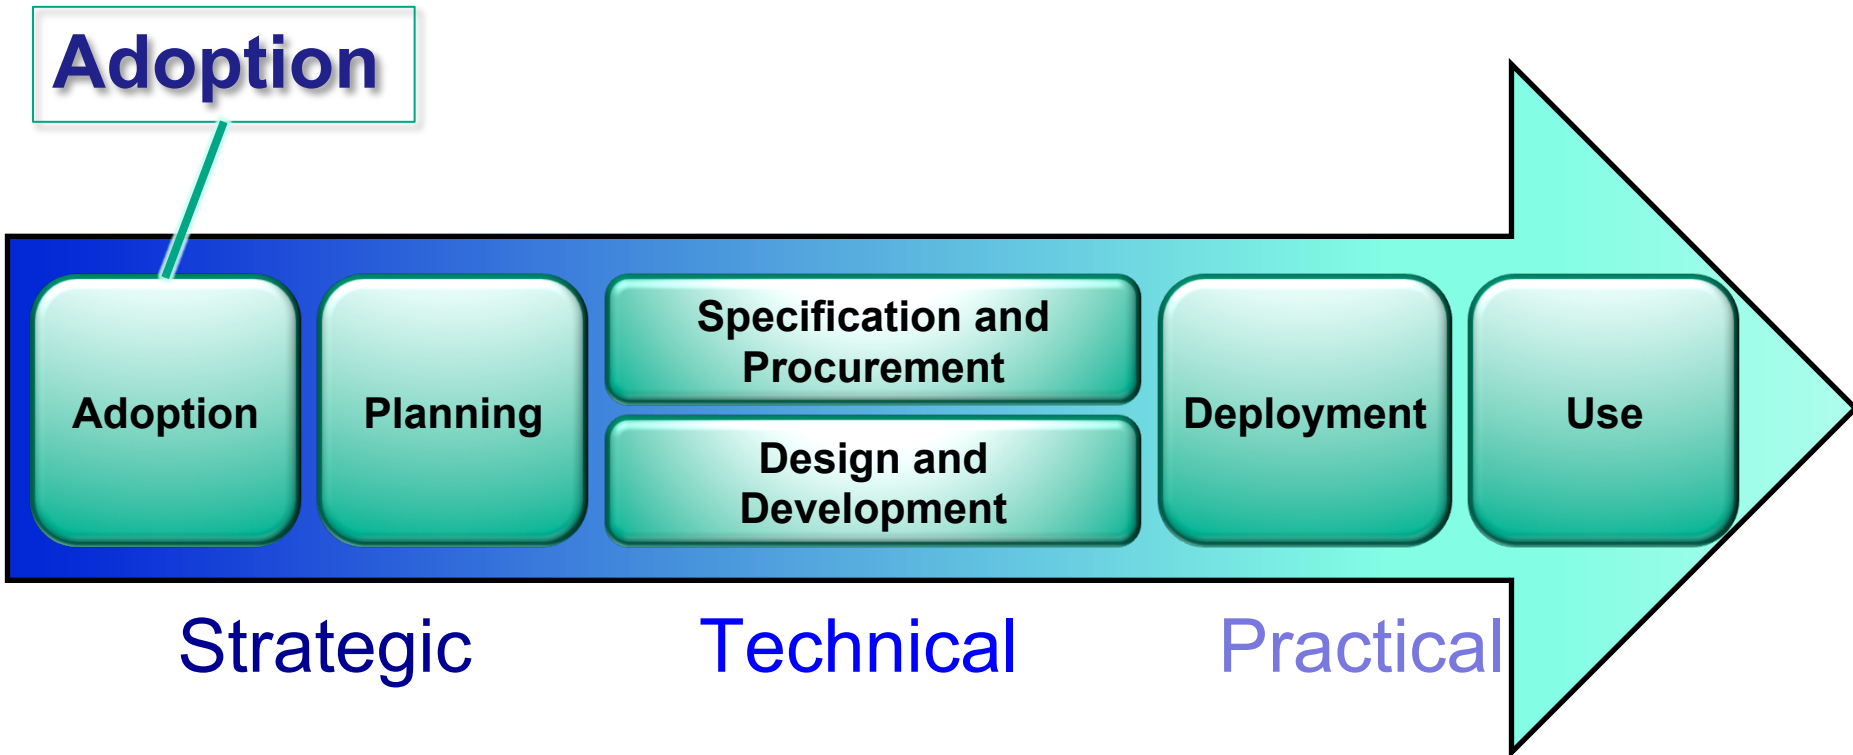 Adoption
Adoption
Planning
Specification and
Procurement
Design and
Development
Deployment
Use
Strategic
Technical
Practical